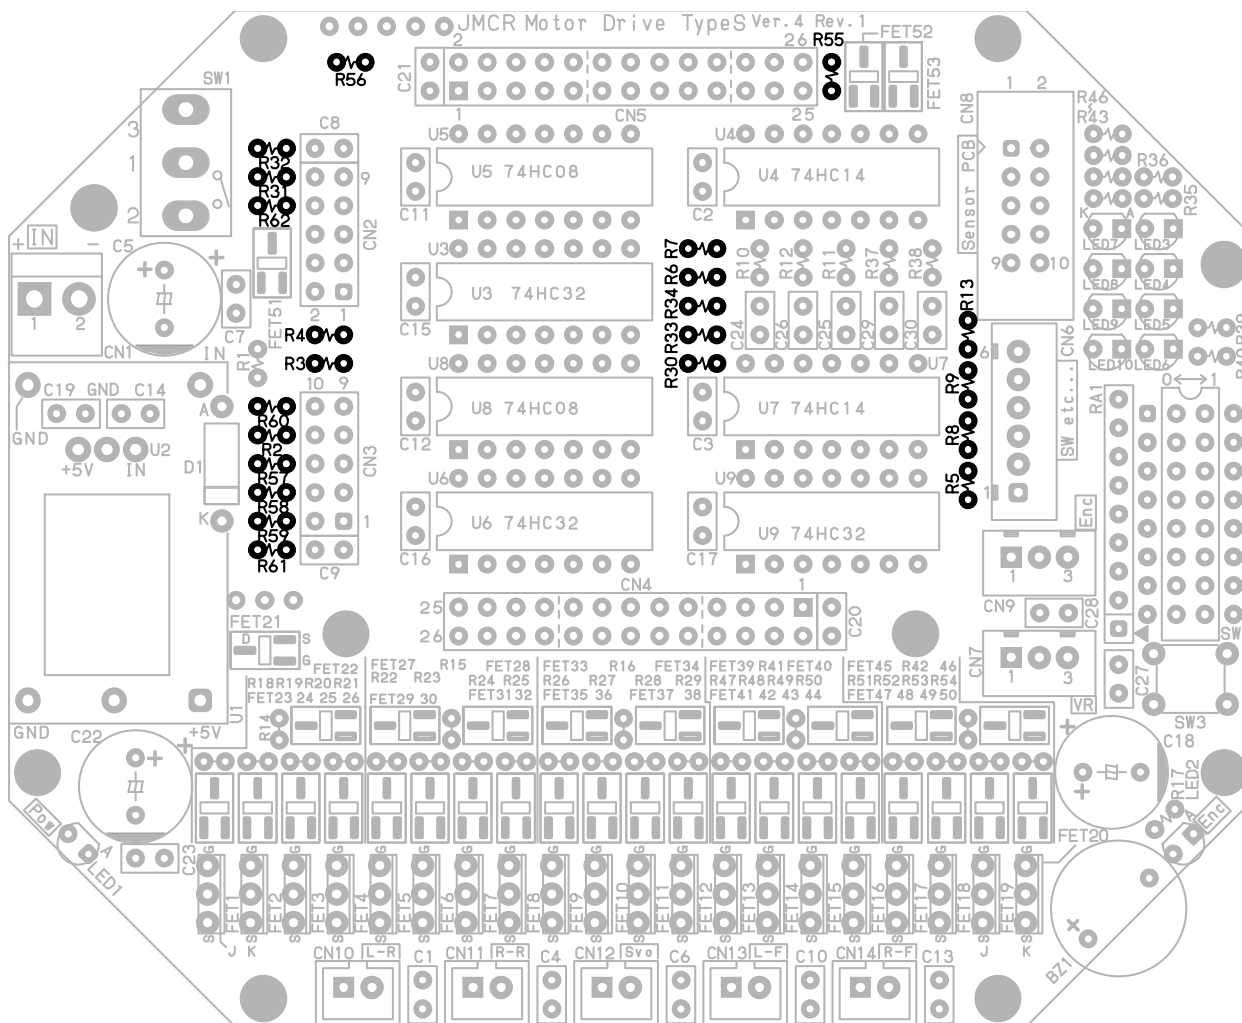 JMCR Motor Drive TypeS Ver.4 Rev.1
2 26 R55 FET52
R56 C21 FET53
SW1 1 CN5 25 1 2 CN8
R46
R43
3 C8 U5 U4
R32 1 R36
9 U5 74HC08 U4 74HC14 Sensor PCB
R31 R35
2 R62 C11 C2 K A
+ IN - C5 CN2 U3 R7 R10 R12 R11 R37 R38 LED7 LED3
+ + R6 9 10
U3 74HC32 R34 R13 LED8 LED4
1 2 C7 FET51 2 1 C15 R33 C24 C26 C25 C29 C30 LED9 LED5 R39
CN1 IN R4 6 CN6
R1 R3 U8 R30 U7 LED10 LED6 R40
10 9 R9 0 1
C19 GND C14 A R60 U8 74HC08 U7 74HC14 RA1
GND R2 C12 C3 R8 SW etc...
+5V IN U2 D1 R57 CN3 U6 U9 R5
K R58 1
R59 1 U6 74HC32 U9 74HC32 Enc
R61 C9 C16 C17
1 3
CN4 1
25 C20 CN9 C28
FET21 26 SW
D S G CN7 1 3 C27
FET22 FET27 R15 FET28 FET33 R16 FET34 FET39 R41 FET40 FET45 R42 46
R18 R19 R20 R21 R22 R23 R24 R25 R26 R27 R28 R29 R47 R48 R49 R50 R51 R52 R53 R54
FET23 24 25 26 FET29 30 FET31 32 FET35 36 FET37 38 FET41 42 43 44 FET47 48 49 50
GND U1 +5V R14 VR SW3
C22 + + C18
+ + R17 LED2
Pow A Enc
LED1 C23 FET20
G G G G G G G G G G G G G G G G G G G G
FET1 FET2 FET3 FET4 FET5 FET6 FET7 FET8 FET9 FET10 FET11 FET12 FET13 FET14 FET15 FET16 FET17 FET18 FET19
S S S S S S S S S S S S S S S S S S S S
J K J K
CN10 L-R C1 CN11 R-R C4 CN12 Svo C6 CN13 L-F C10 CN14 R-F C13 + BZ1